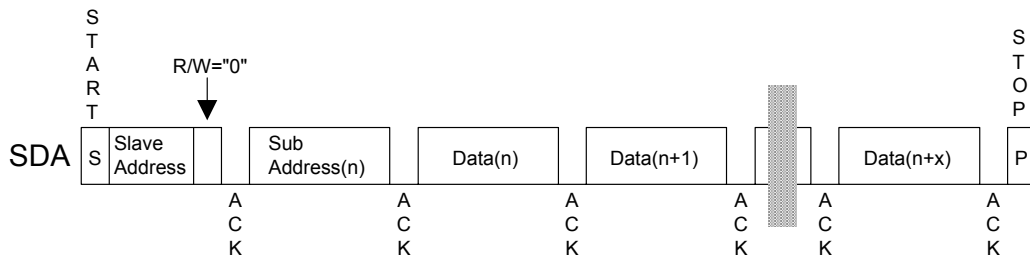 START
STOP
R/W="0"
SDA
S
Slave
Address
Sub
Address(n)
Data(n)
Data(n+1)
Data(n+x)
P
ACK
ACK
ACK
ACK
ACK
ACK